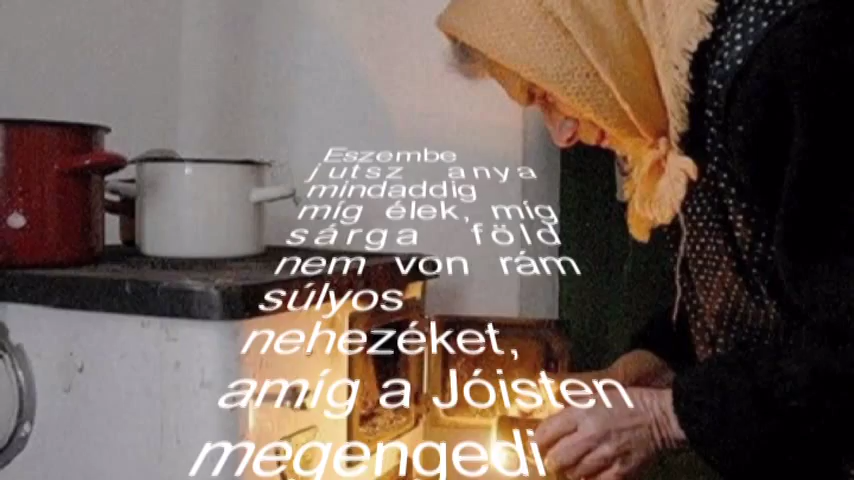 Eszembe
jutsz anya
mindaddig
míg élek, míg
sárga föld
nem von rám
súlyos
nehezéket,
amíg a Jóisten
megengedi